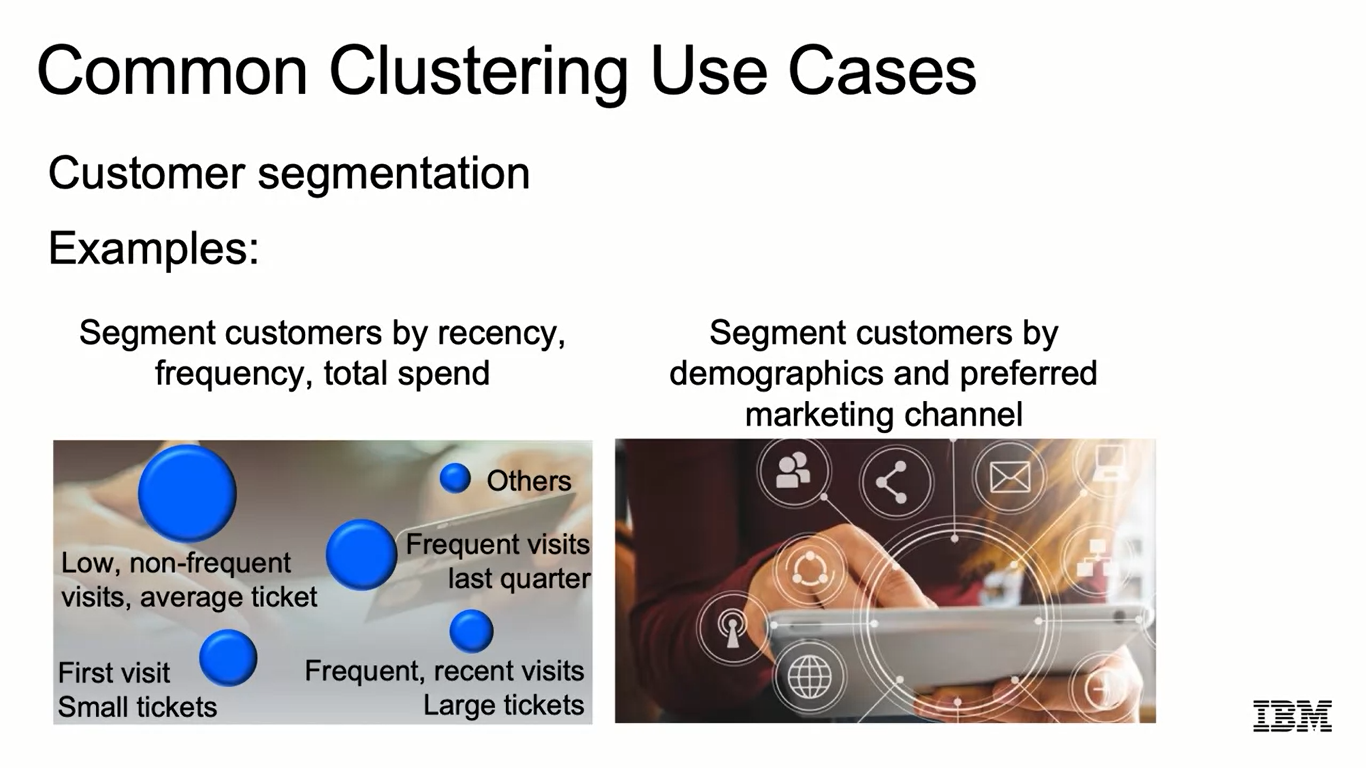 Common Clustering Use Cases
Customer segmentation
Examples:
Segment customers by recency,
frequency, total spend
Segment customers by
demographics and preferred
marketing channel
Others
Low, non-frequent
visits, average ticket
Frequent visits
last quarter
First visit
Small tickets
Frequent, recent visits
Large tickets
IBM